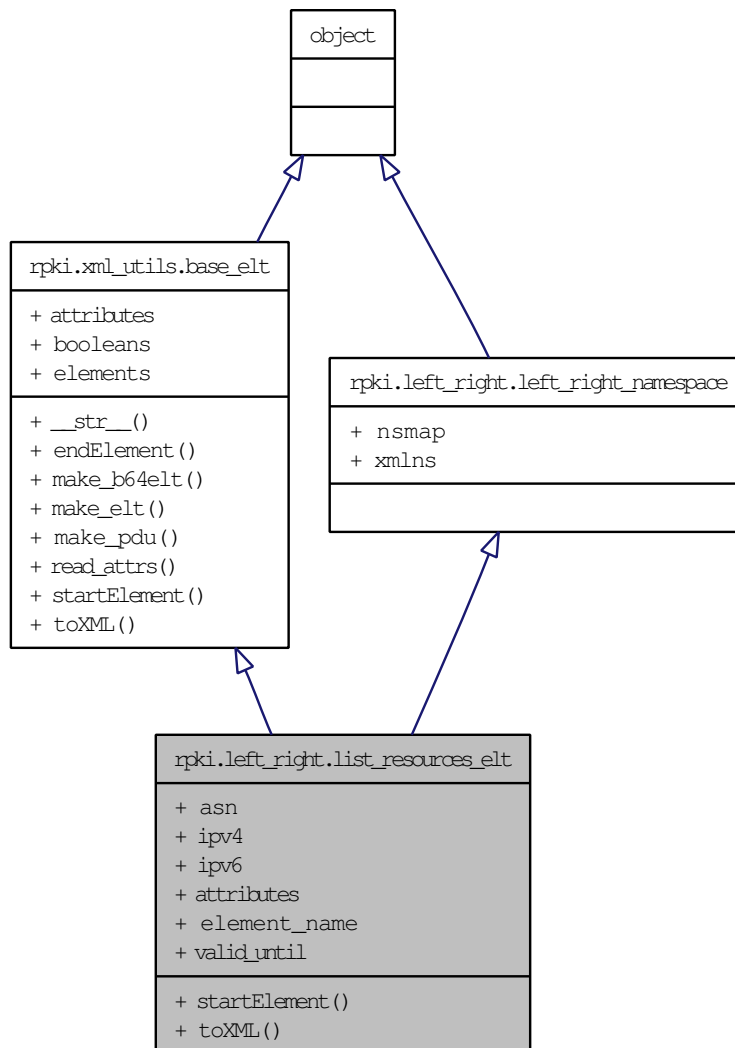 object
rpki.xml_utils.base_elt
+ attributes
+ booleans
+ elements
+ __str__()
+ endElement()
+ make_b64elt()
+ make_elt()
+ make_pdu()
+ read_attrs()
+ startElement()
+ toXML()
rpki.left_right.left_right_namespace
+ nsmap
+ xmlns
rpki.left_right.list_resources_elt
+ asn
+ ipv4
+ ipv6
+ attributes
+ element_name
+ valid_until
+ startElement()
+ toXML()